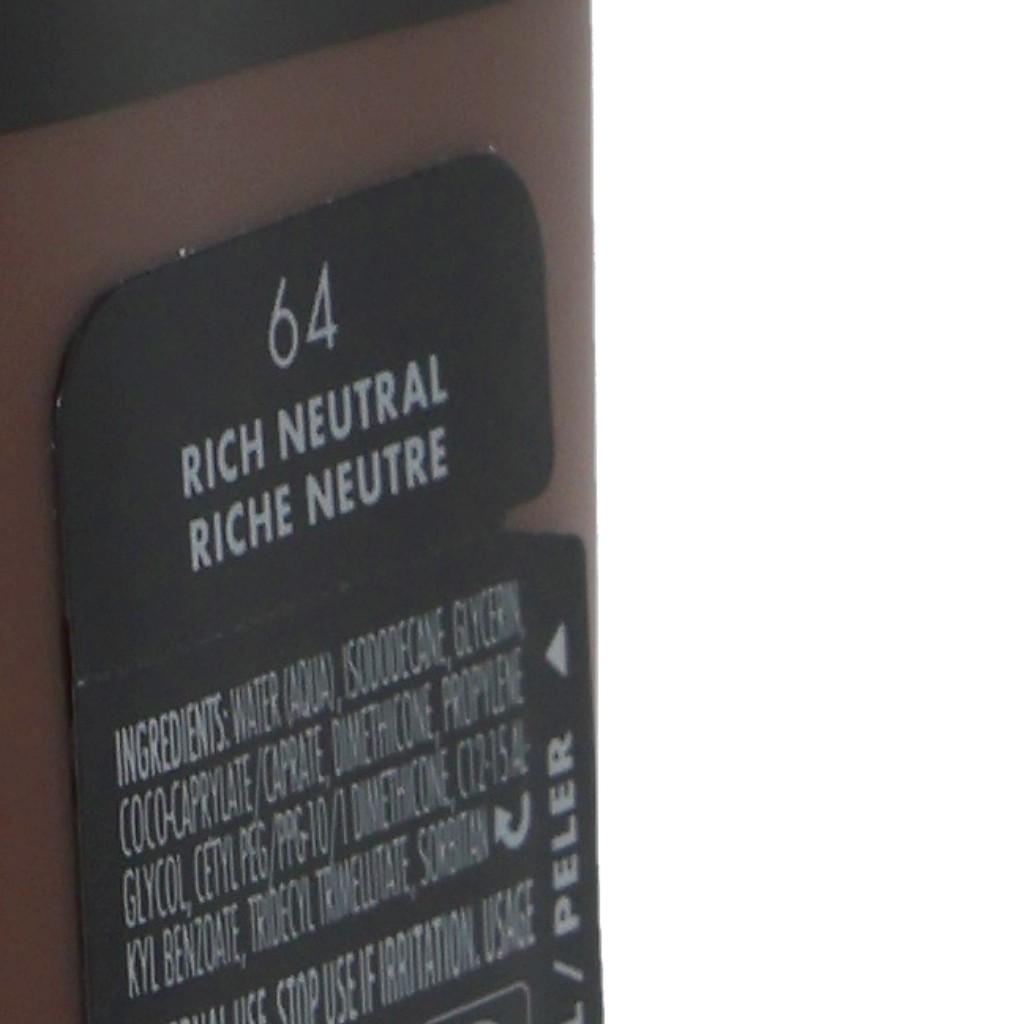 64
RICH NEUTRAL
RICHE NEUTRE
INGREDIENTS: WATER (AQUA), ISODODECANE, GLYCERIN,
COCO-CAPRYLATE/CAPRATE, DIMETHICONE, PROPYLENE
GLYCOL, CETYL PEG/PPG-10/1 DIMETHICONE, C12-15 AL-
KYL BENZOATE, TRIDECYL TRIMELLITATE, SORBITAN
USE. STOP USE IF IRRITATION. USAGE
/ PELER